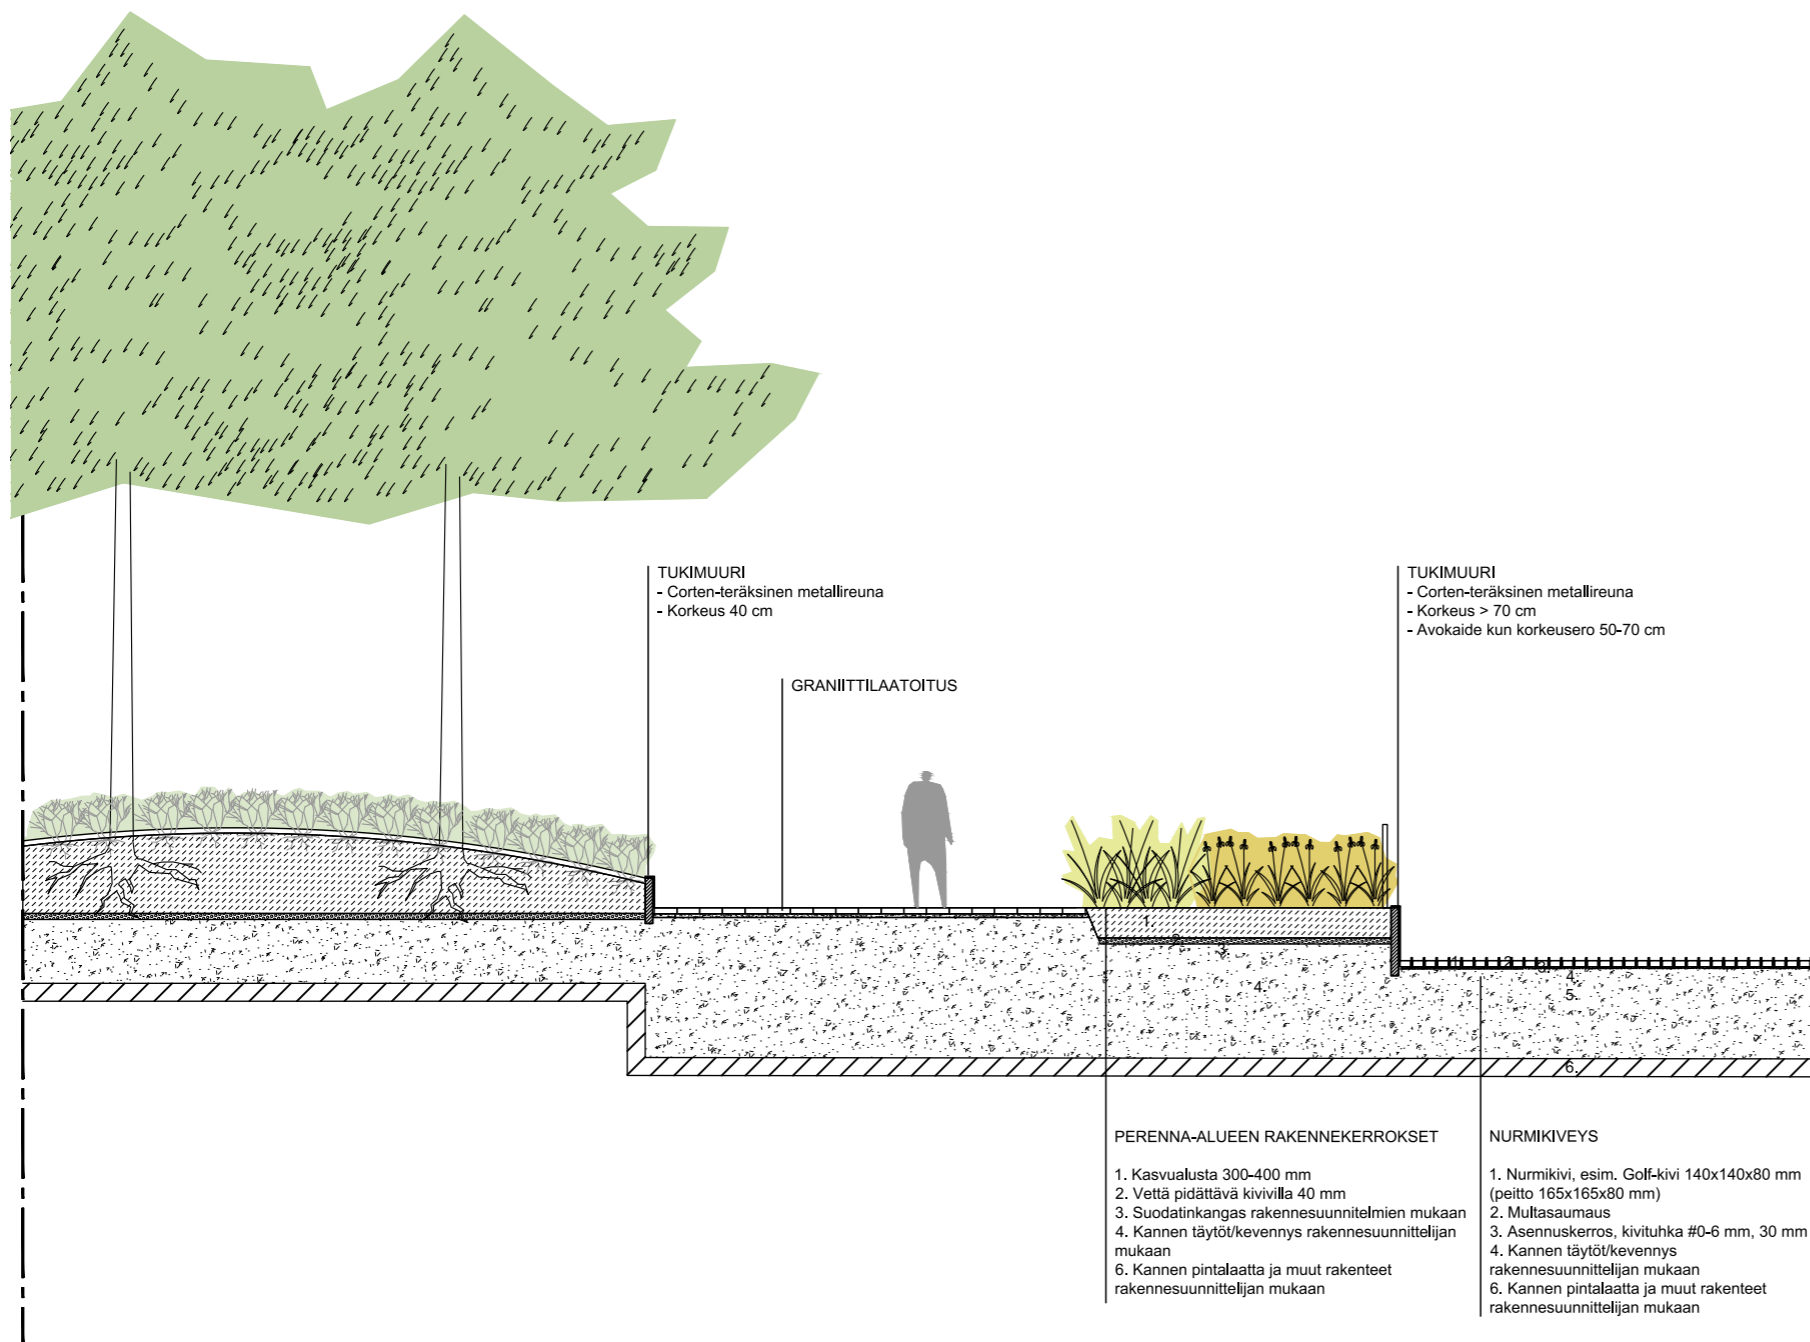 TUKIMUURI
- Corten-teräksinen metallireuna
- Korkeus 40 cm
TUKIMUURI
- Corten-teräksinen metallireuna
- Korkeus > 70 cm
- Avokaide kun korkeusero 50-70 cm
GRANIITTILAATOITUS
1.
2.
3.
4.
1.
2.
3.
4.
5.
6.
PERENNA-ALUEEN RAKENNEKERROKSET
1. Kasvualusta 300-400 mm
2. Vettä pidättävä kivivilla 40 mm
3. Suodatinkangas rakennesuunnitelmien mukaan
4. Kannen täytöt/kevennys rakennesuunnittelijan
mukaan
6. Kannen pintalaatta ja muut rakenteet
rakennesuunnittelijan mukaan
NURMIKIVEYS
1. Nurmikivi, esim. Golf-kivi 140x140x80 mm
(peitto 165x165x80 mm)
2. Multasaumaus
3. Asennuskerros, kivituhka #0-6 mm, 30 mm
4. Kannen täytöt/kevennys
rakennesuunnittelijan mukaan
6. Kannen pintalaatta ja muut rakenteet
rakennesuunnittelijan mukaan